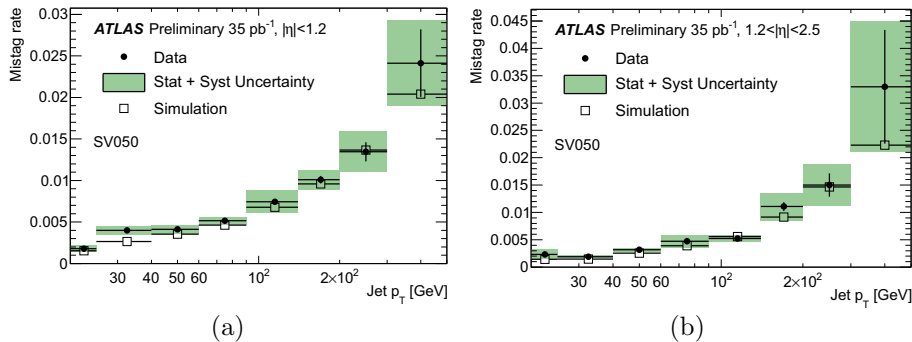 ATLAS Preliminary 35 pb⁻¹, |η|<1.2
Data
Stat + Syst Uncertainty
Simulation
SV050
Mistag rate
0.03
0.025
0.02
0.015
0.01
0.005
0
30 40 50 60 10² 2×10²
Jet p_T [GeV]
(a)
ATLAS Preliminary 35 pb⁻¹, 1.2<|η|<2.5
Data
Stat + Syst Uncertainty
Simulation
SV050
Mistag rate
0.045
0.04
0.035
0.03
0.025
0.02
0.015
0.01
0.005
0
30 40 50 60 10² 2×10²
Jet p_T [GeV]
(b)